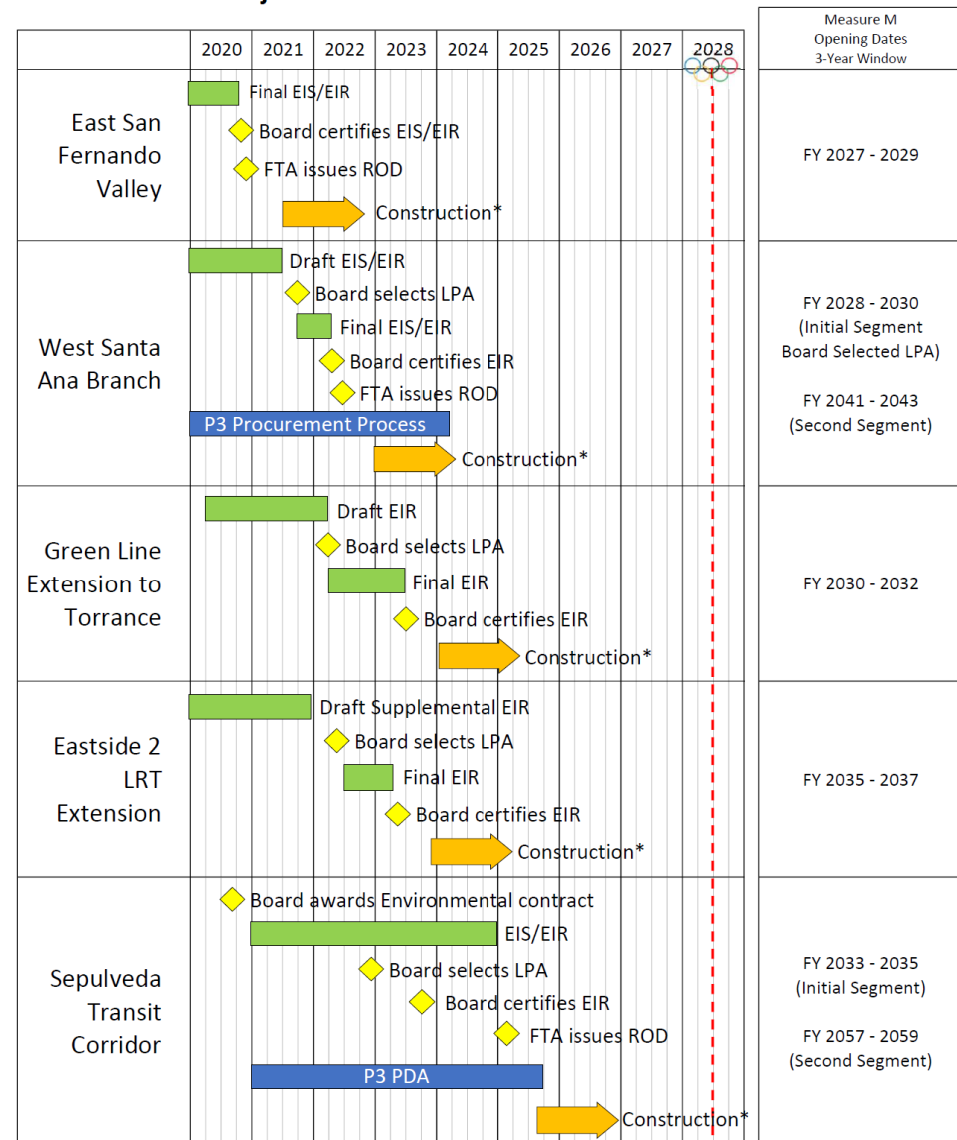 Measure M
Opening Dates
3-Year Window
2020 2021 2022 2023 2024 2025 2026 2027 2028
East San
Fernando
Valley
Final EIS/EIR
Board certifies EIS/EIR
FTA issues ROD
Construction*
FY 2027 - 2029
West Santa
Ana Branch
Draft EIS/EIR
Board selects LPA
Final EIS/EIR
Board certifies EIR
FTA issues ROD
P3 Procurement Process
Construction*
FY 2028 - 2030
(Initial Segment
Board Selected LPA)
FY 2041 - 2043
(Second Segment)
Green Line
Extension to
Torrance
Draft EIR
Board selects LPA
Final EIR
Board certifies EIR
Construction*
FY 2030 - 2032
Eastside 2
LRT
Extension
Draft Supplemental EIR
Board selects LPA
Final EIR
Board certifies EIR
Construction*
FY 2035 - 2037
Sepulveda
Transit
Corridor
Board awards Environmental contract
EIS/EIR
Board selects LPA
Board certifies EIR
FTA issues ROD
P3 PDA
Construction*
FY 2033 - 2035
(Initial Segment)
FY 2057 - 2059
(Second Segment)